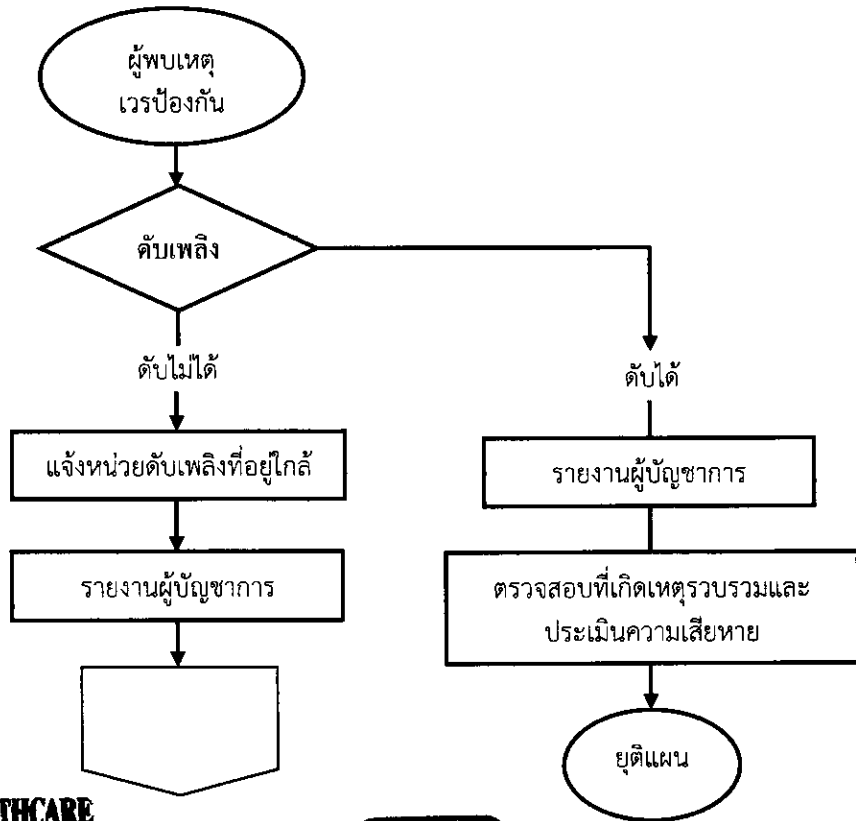 ผู้พบเหตุ
เวรป้องกัน
ดับเพลิง
ดับไม่ได้
ดับได้
แจ้งหน่วยดับเพลิงที่อยู่ใกล้
รายงานผู้บัญชาการ
รายงานผู้บัญชาการ
ตรวจสอบที่เกิดเหตุรวบรวมและ
ประเมินความเสียหาย
ยุติแผน
THCARE